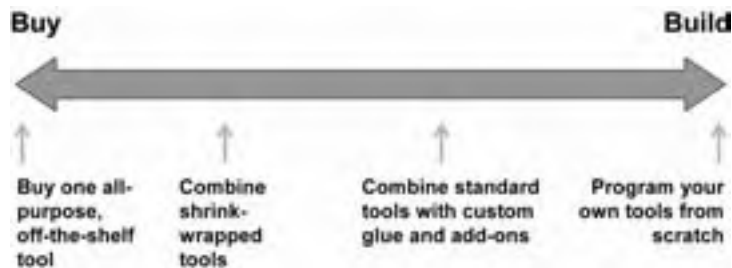 Buy
Build
Buy one all-
purpose,
off-the-shelf
tool
Combine
shrink-
wrapped
tools
Combine standard
tools with custom
glue and add-ons
Program your
own tools from
scratch